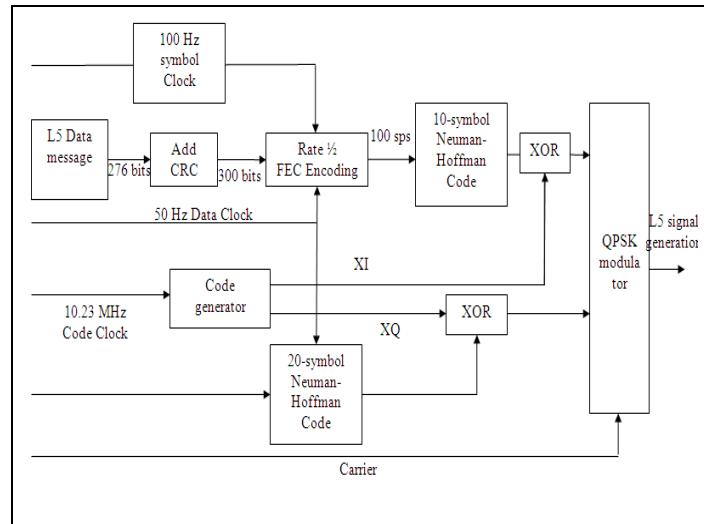 100 Hz
symbol
Clock
L5 Data
message
276 bits
Add
CRC
300 bits
Rate ½
FEC Encoding
100 sps
10-symbol
Neuman-
Hoffman
Code
XOR
50 Hz Data Clock
QPSK
modula
tor
L5 signal
generation
XI
Code
generator
10.23 MHz
Code Clock
XQ
XOR
20-symbol
Neuman-
Hoffman
Code
Carrier